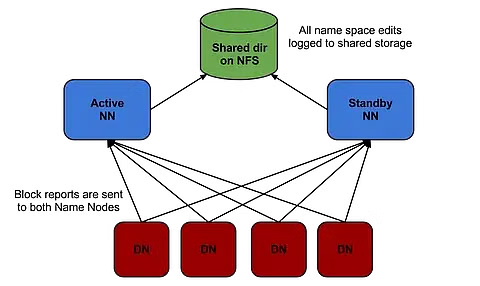 Shared dir
on NFS
All name space edits
logged to shared storage
Active
NN
Standby
NN
Block reports are sent
to both Name Nodes
DN
DN
DN
DN